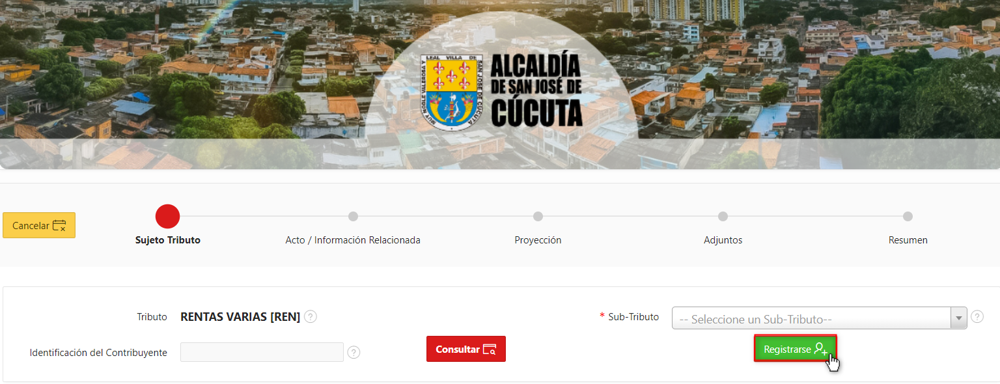 LEAL VILLA DE
MUY NOBLE VALEROSA Y
SAN JOSE DE CUCUTA
ALCALDÍA
DE SAN JOSÉ DE
CÚCUTA
Cancelar
Sujeto Tributo
Acto / Información Relacionada
Proyección
Adjuntos
Resumen
Tributo RENTAS VARIAS [REN] ?
* Sub-Tributo -- Seleccione un Sub-Tributo-- ?
Identificación del Contribuyente ?
Consultar
Registrarse